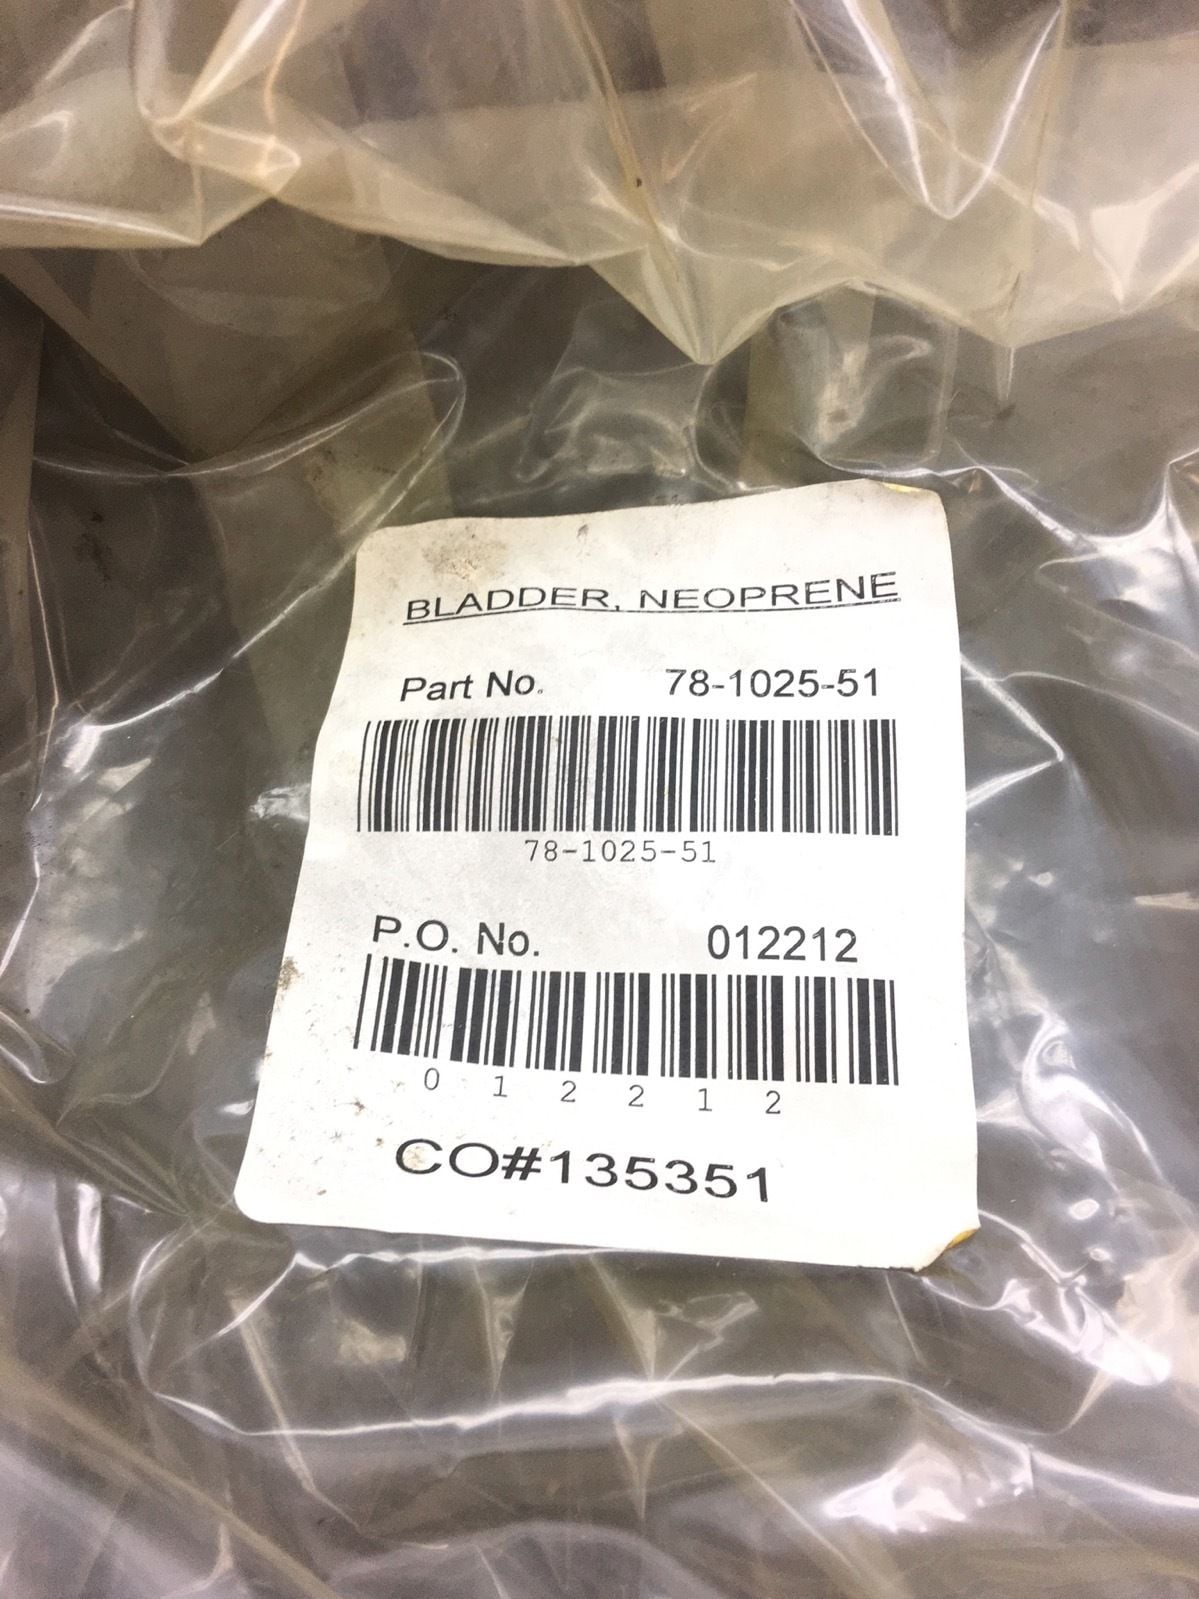 BLADDER, NEOPRENE
Part No. 78-1025-51
78-1025-51
P.O. No. 012212
0 1 2 2 1 2
CO#135351